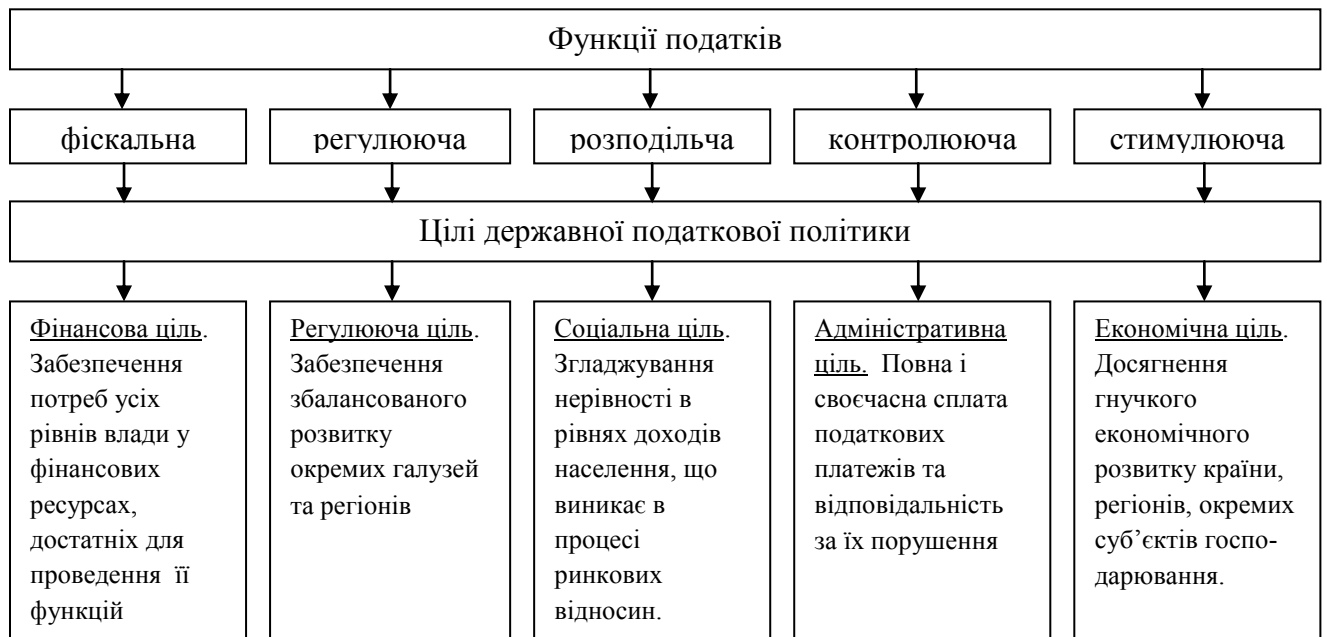 Функції податків
фіскальна
регулююча
розподільча
контролююча
стимулююча
Цілі державної податкової політики
Фінансова ціль.
Забезпечення
потреб усіх
рівнів влади у
фінансових
ресурсах,
достатніх для
проведення її
функцій
Регулююча ціль.
Забезпечення
збалансованого
розвитку
окремих галузей
та регіонів
Соціальна ціль.
Згладжування
нерівності в
рівнях доходів
населення, що
виникає в
процесі
ринкових
відносин.
Адміністративна
ціль. Повна і
своєчасна сплата
податкових
платежів та
відповідальність
за їх порушення
Економічна ціль.
Досягнення
гнучкого
економічного
розвитку країни,
регіонів, окремих
суб’єктів госпо-
дарювання.